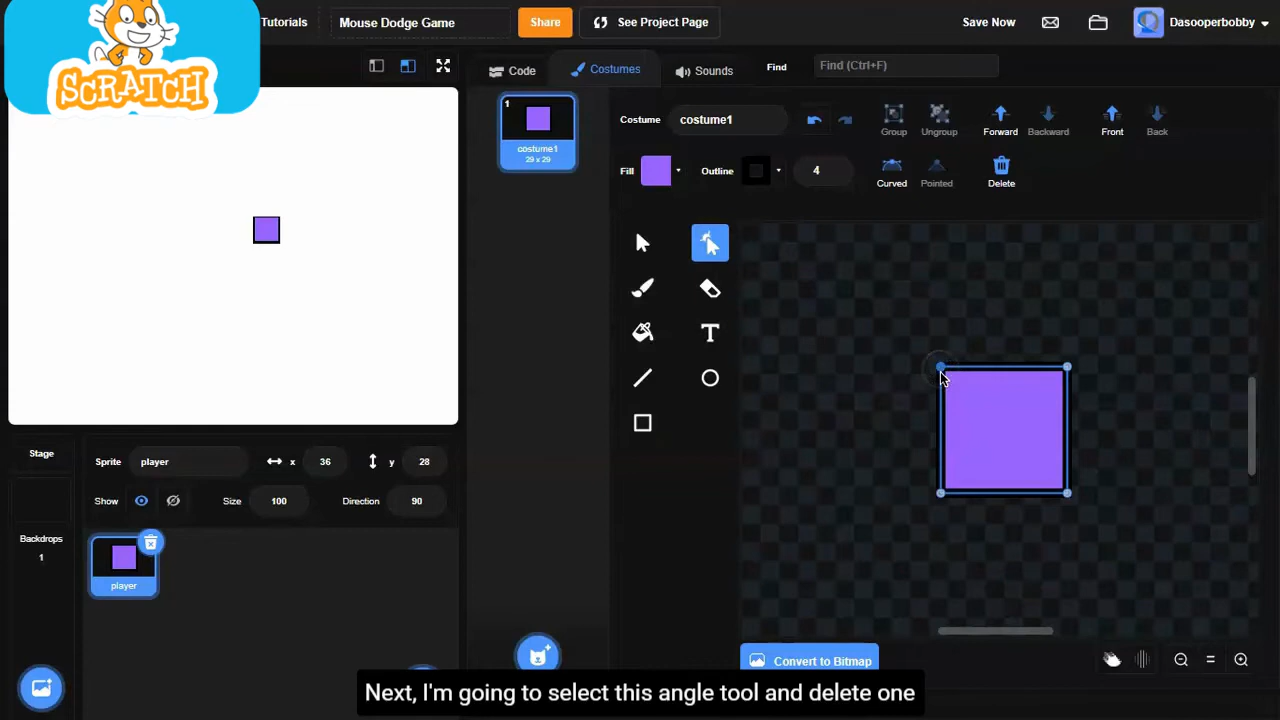 SCRATCH
Tutorials
Mouse Dodge Game
Share
See Project Page
Save Now
Dasooperbobby
Code
Costumes
Sounds
Find
Find (Ctrl+F)
1
costume1
29 x 29
Costume
costume1
Group
Ungroup
Forward
Backward
Front
Back
Fill
Outline
4
Curved
Pointed
Delete
T
Stage
Backdrops
1
Sprite
player
x
36
y
28
Show
Size
100
Direction
90
player
Convert to Bitmap
Next, I'm going to select this angle tool and delete one